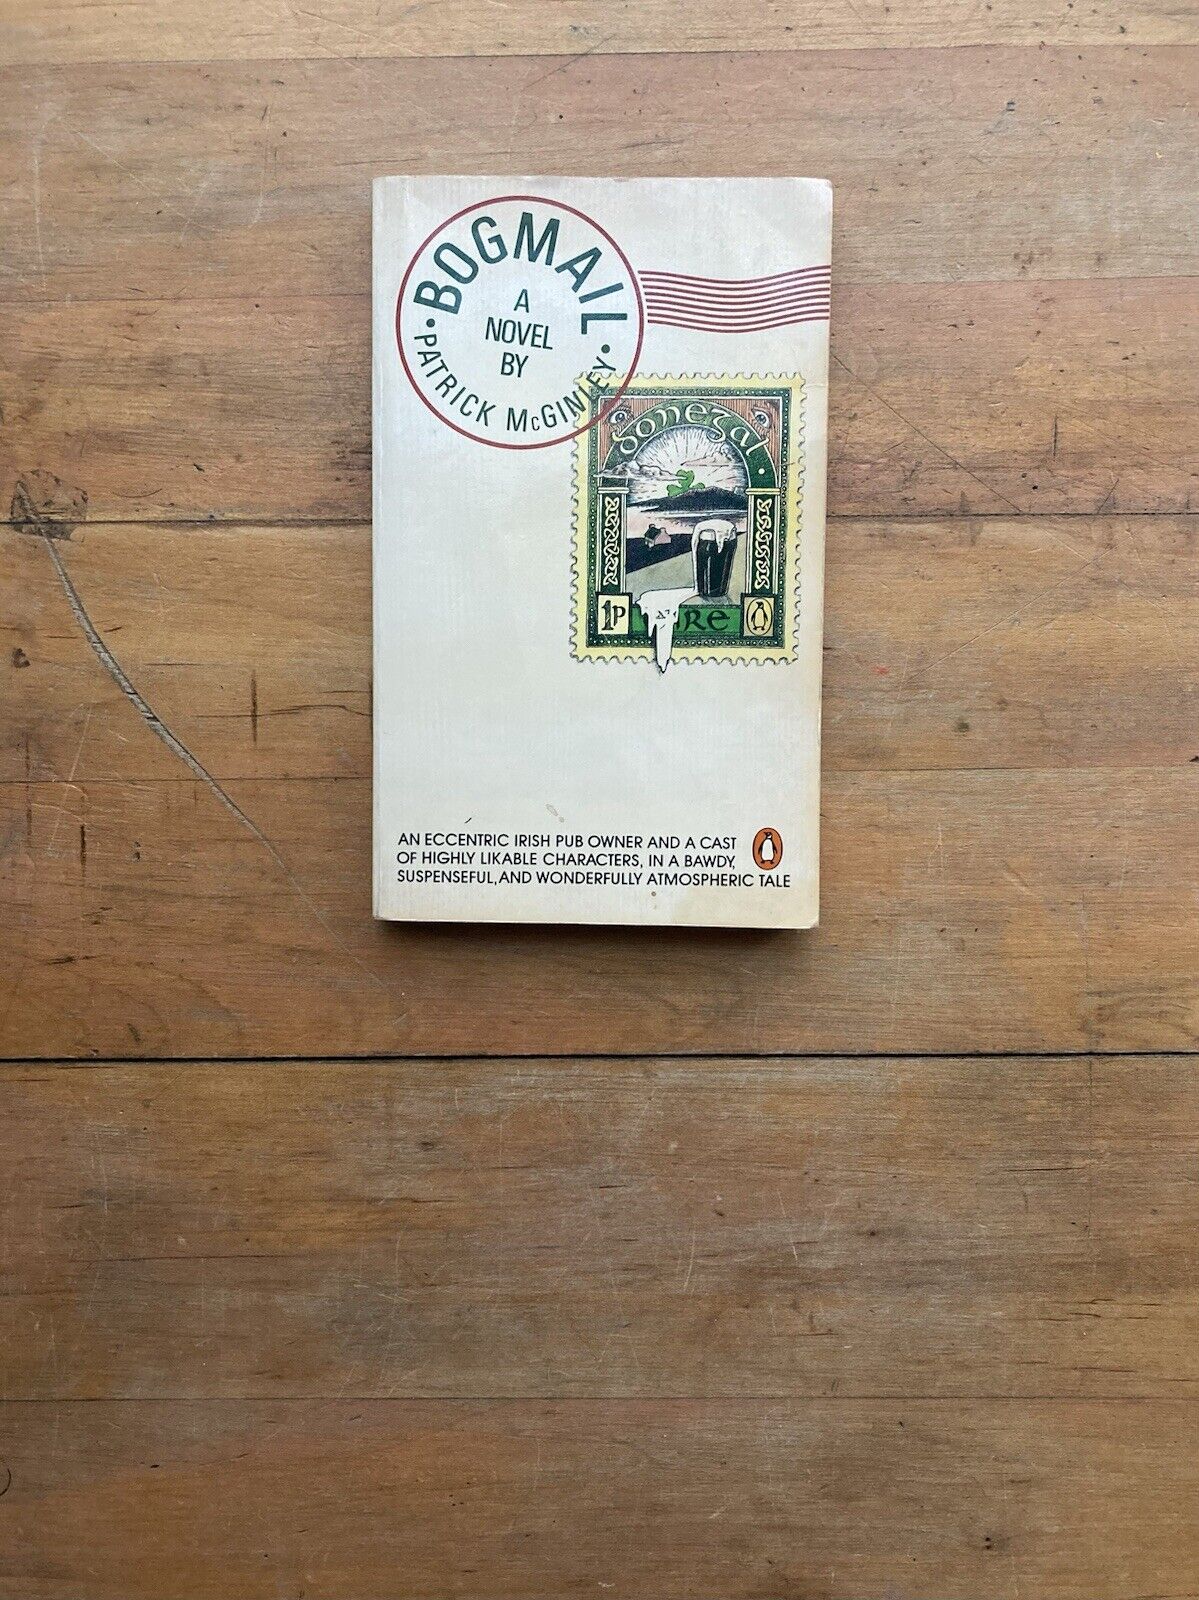 BOGMAIL
A
NOVEL
BY
PATRICK McGINLEY
donegal
1P
AN ECCENTRIC IRISH PUB OWNER AND A CAST
OF HIGHLY LIKABLE CHARACTERS, IN A BAWDY,
SUSPENSEFUL, AND WONDERFULLY ATMOSPHERIC TALE